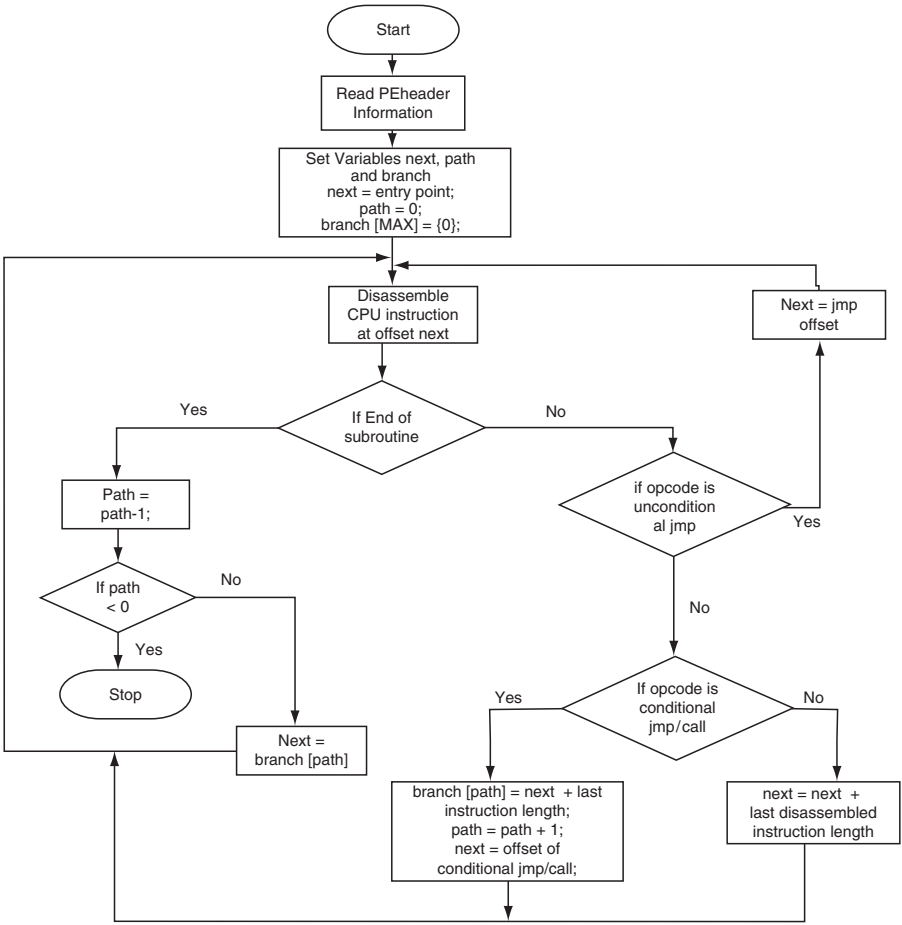 Start
Read PEheader
Information
Set Variables next, path
and branch
next = entry point;
path = 0;
branch [MAX] = {0};
Disassemble
CPU instruction
at offset next
Next = jmp
offset
Yes
If End of
subroutine
No
Path =
path-1;
if opcode is
uncondition
al jmp
Yes
If path
< 0
No
Yes
No
Stop
If opcode is
conditional
jmp/call
Yes
No
Next =
branch [path]
branch [path] = next + last
instruction length;
path = path + 1;
next = offset of
conditional jmp/call;
next = next +
last disassembled
instruction length